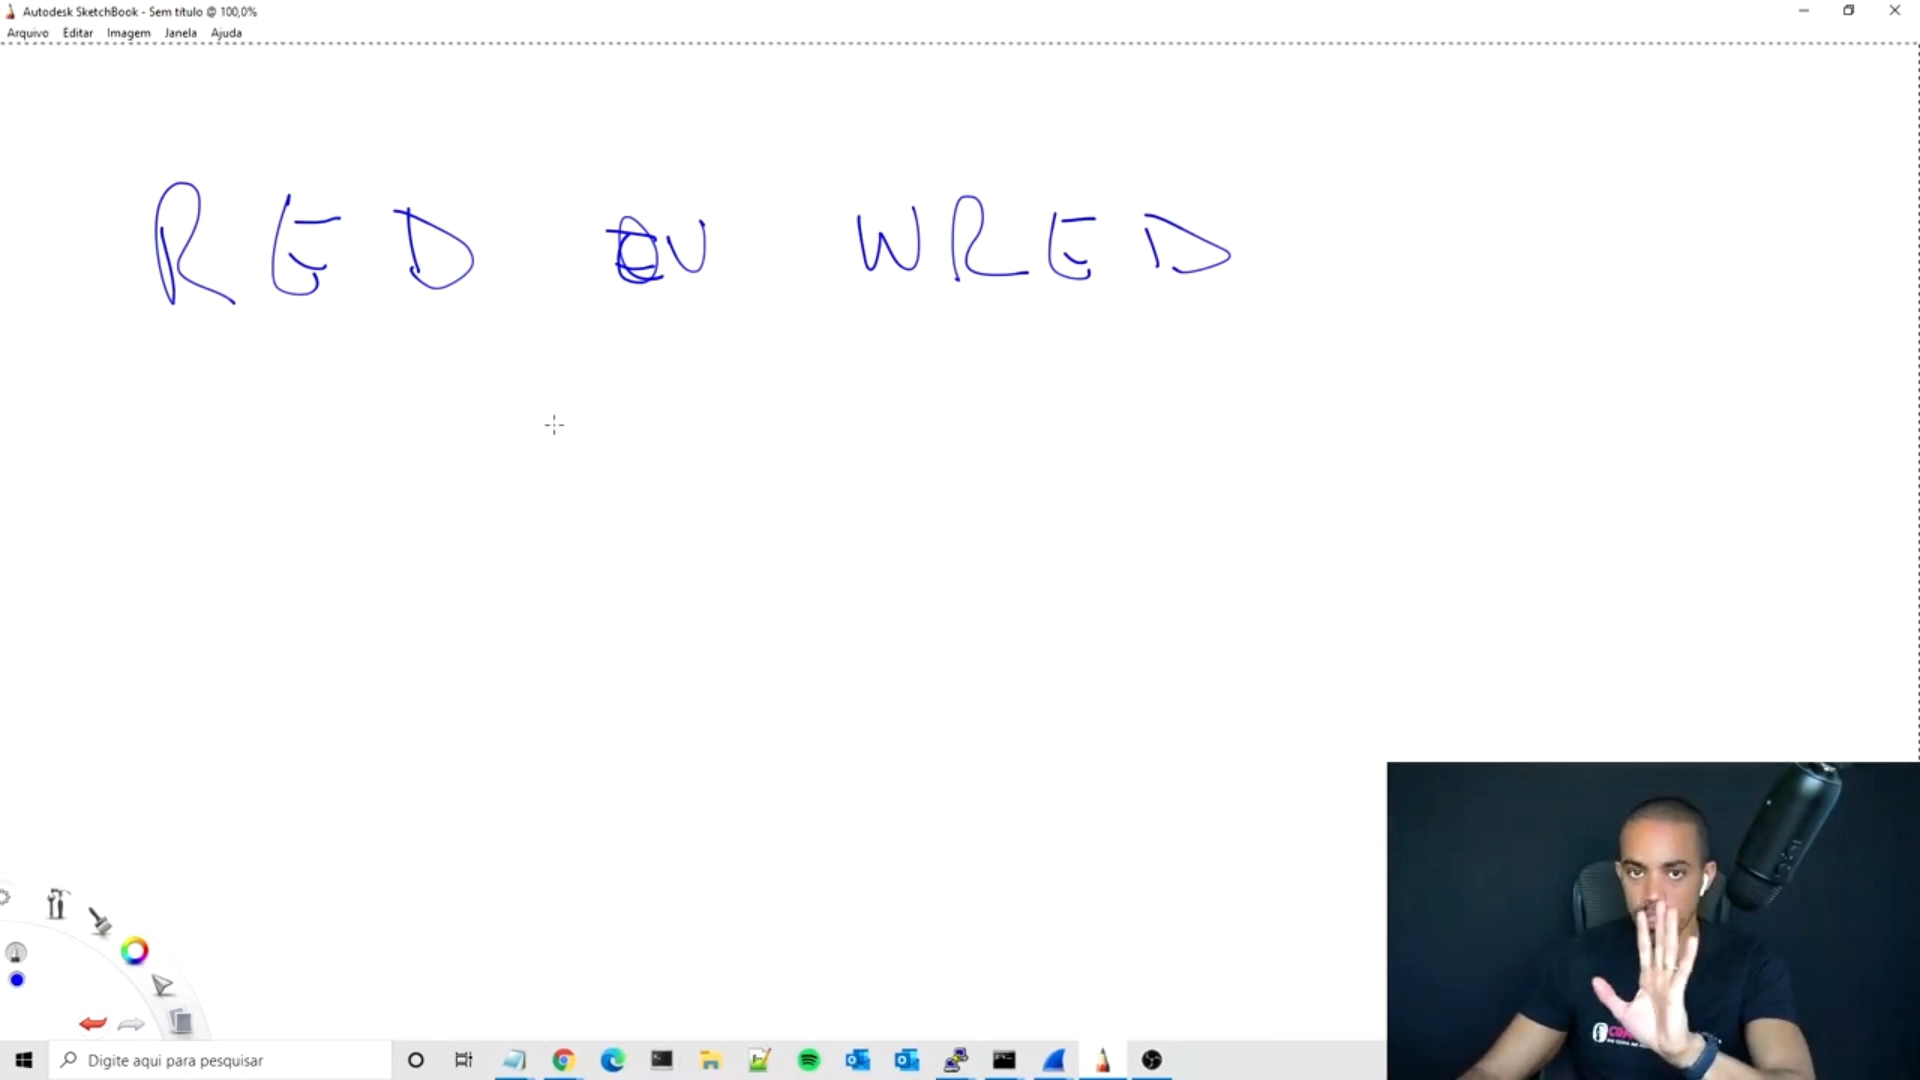 Autodesk SketchBook - Sem título @ 100,0%
Arquivo Editar Imagem Janela Ajuda
RED OU WRED
Digite aqui para pesquisar